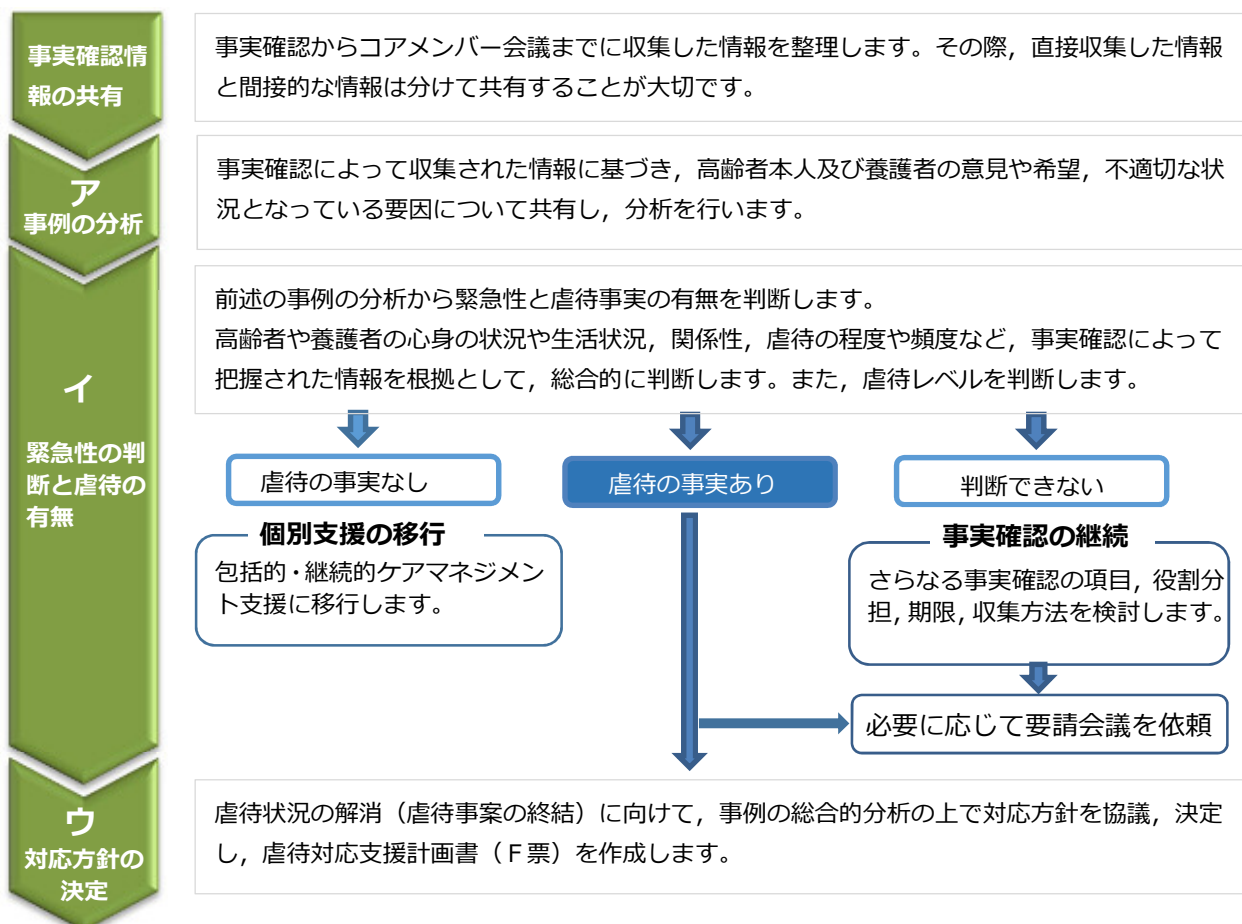 事実確認情
報の共有
事実確認からコアメンバー会議までに収集した情報を整理します。その際，直接収集した情報
と間接的な情報は分けて共有することが大切です。
ア
事例の分析
事実確認によって収集された情報に基づき，高齢者本人及び養護者の意見や希望，不適切な状
況となっている要因について共有し，分析を行います。
イ
緊急性の判
断と虐待の
有無
前述の事例の分析から緊急性と虐待事実の有無を判断します。
高齢者や養護者の心身の状況や生活状況，関係性，虐待の程度や頻度など，事実確認によって
把握された情報を根拠として，総合的に判断します。また，虐待レベルを判断します。
虐待の事実なし
虐待の事実あり
判断できない
個別支援の移行
包括的・継続的ケアマネジメン
ト支援に移行します。
事実確認の継続
さらなる事実確認の項目，役割分
担，期限，収集方法を検討します。
必要に応じて要請会議を依頼
ウ
対応方針の
決定
虐待状況の解消（虐待事案の終結）に向けて，事例の総合的分析の上で対応方針を協議，決定
し，虐待対応支援計画書（Ｆ票）を作成します。